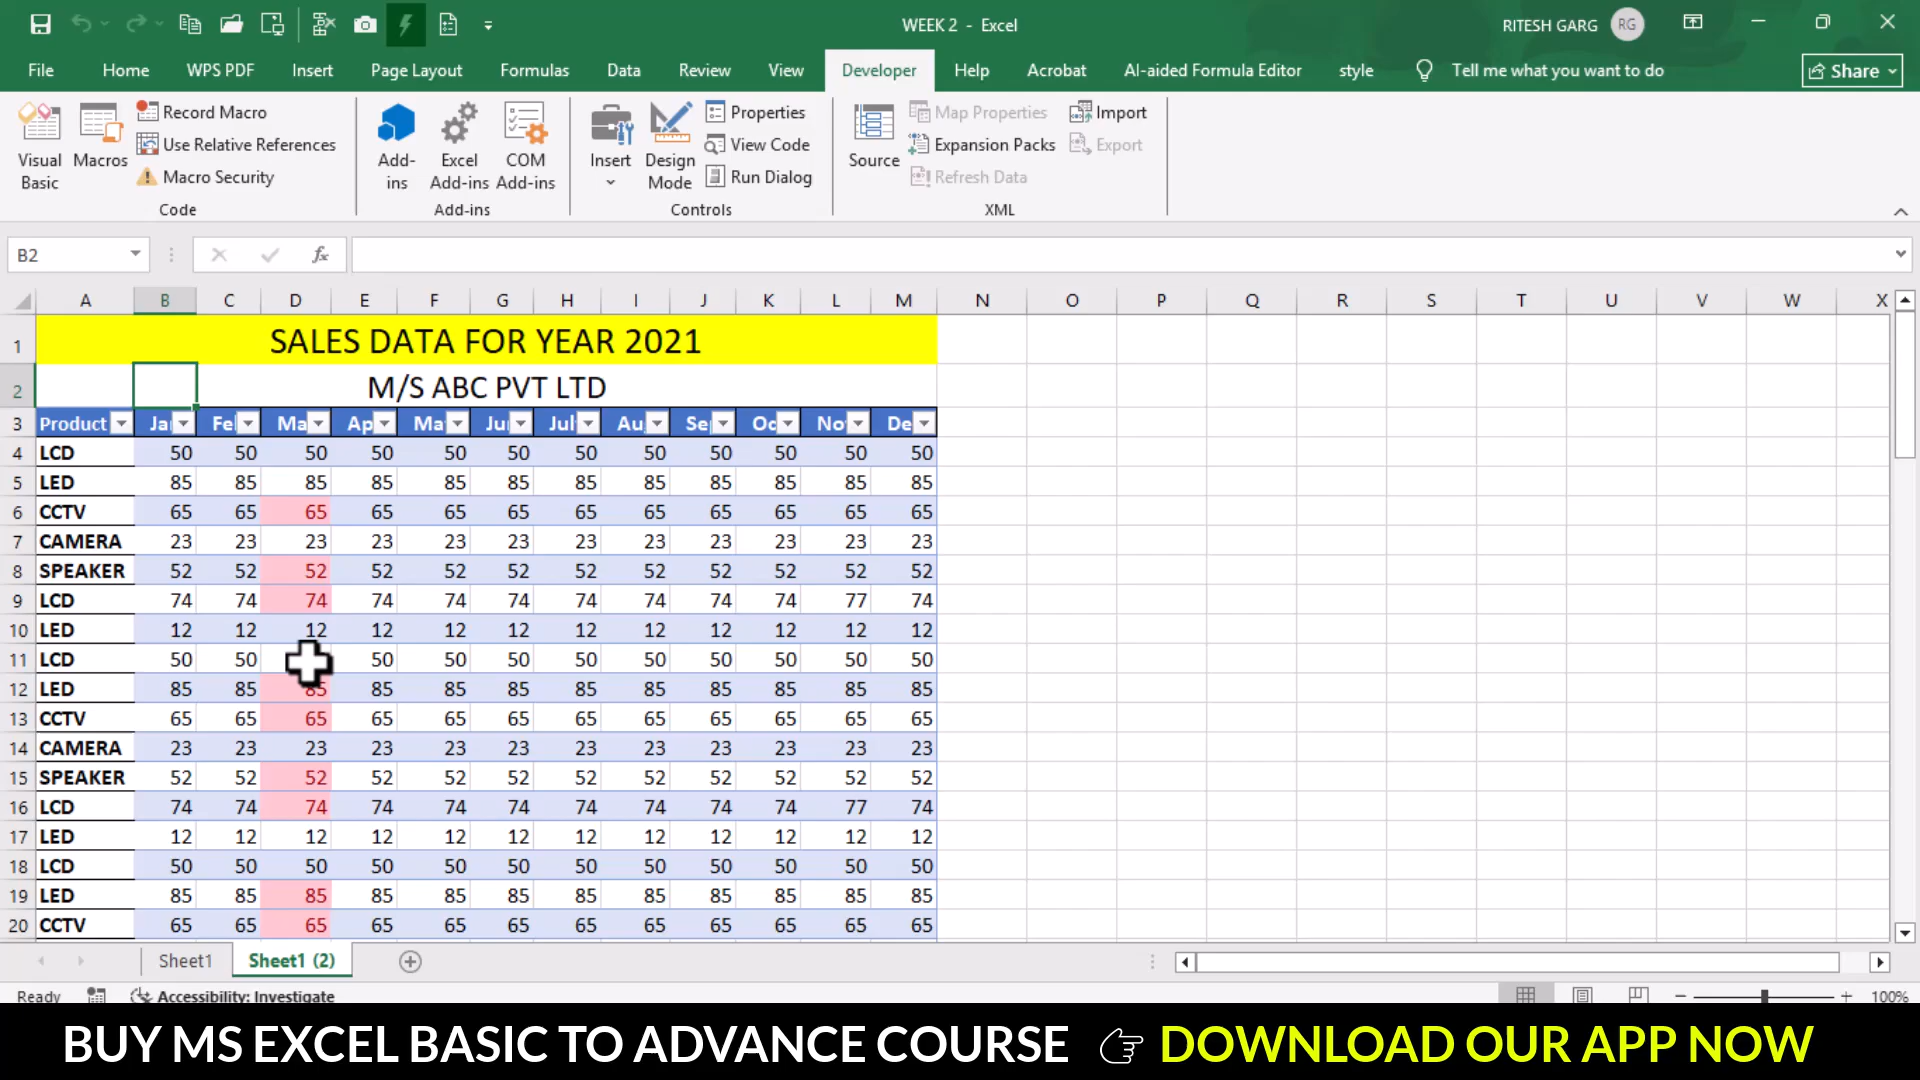 WEEK 2 - Excel
RITESH GARG RG
File Home WPS PDF Insert Page Layout Formulas Data Review View Developer Help Acrobat AI-aided Formula Editor style Tell me what you want to do Share
Visual Basic
Macros
Record Macro
Use Relative References
Macro Security
Code
Add-ins
Excel Add-ins
COM Add-ins
Add-ins
Insert
Design Mode
Properties
View Code
Run Dialog
Controls
Source
Map Properties
Expansion Packs
Refresh Data
Import
Export
XML
B2 fx
A B C D E F G H I J K L M N O P Q R S T U V W X
1 SALES DATA FOR YEAR 2021
2 M/S ABC PVT LTD
3 Product Ja Fe Ma Ap Ma Ju Jul Au Se Oc No De
4 LCD 50 50 50 50 50 50 50 50 50 50 50 50
5 LED 85 85 85 85 85 85 85 85 85 85 85 85
6 CCTV 65 65 65 65 65 65 65 65 65 65 65 65
7 CAMERA 23 23 23 23 23 23 23 23 23 23 23 23
8 SPEAKER 52 52 52 52 52 52 52 52 52 52 52 52
9 LCD 74 74 74 74 74 74 74 74 74 74 77 74
10 LED 12 12 12 12 12 12 12 12 12 12 12 12
11 LCD 50 50 50 50 50 50 50 50 50 50 50
12 LED 85 85 85 85 85 85 85 85 85 85 85 85
13 CCTV 65 65 65 65 65 65 65 65 65 65 65 65
14 CAMERA 23 23 23 23 23 23 23 23 23 23 23 23
15 SPEAKER 52 52 52 52 52 52 52 52 52 52 52 52
16 LCD 74 74 74 74 74 74 74 74 74 74 77 74
17 LED 12 12 12 12 12 12 12 12 12 12 12 12
18 LCD 50 50 50 50 50 50 50 50 50 50 50 50
19 LED 85 85 85 85 85 85 85 85 85 85 85 85
20 CCTV 65 65 65 65 65 65 65 65 65 65 65 65
Sheet1 Sheet1 (2)
Ready Accessibility: Investigate 100%
BUY MS EXCEL BASIC TO ADVANCE COURSE DOWNLOAD OUR APP NOW